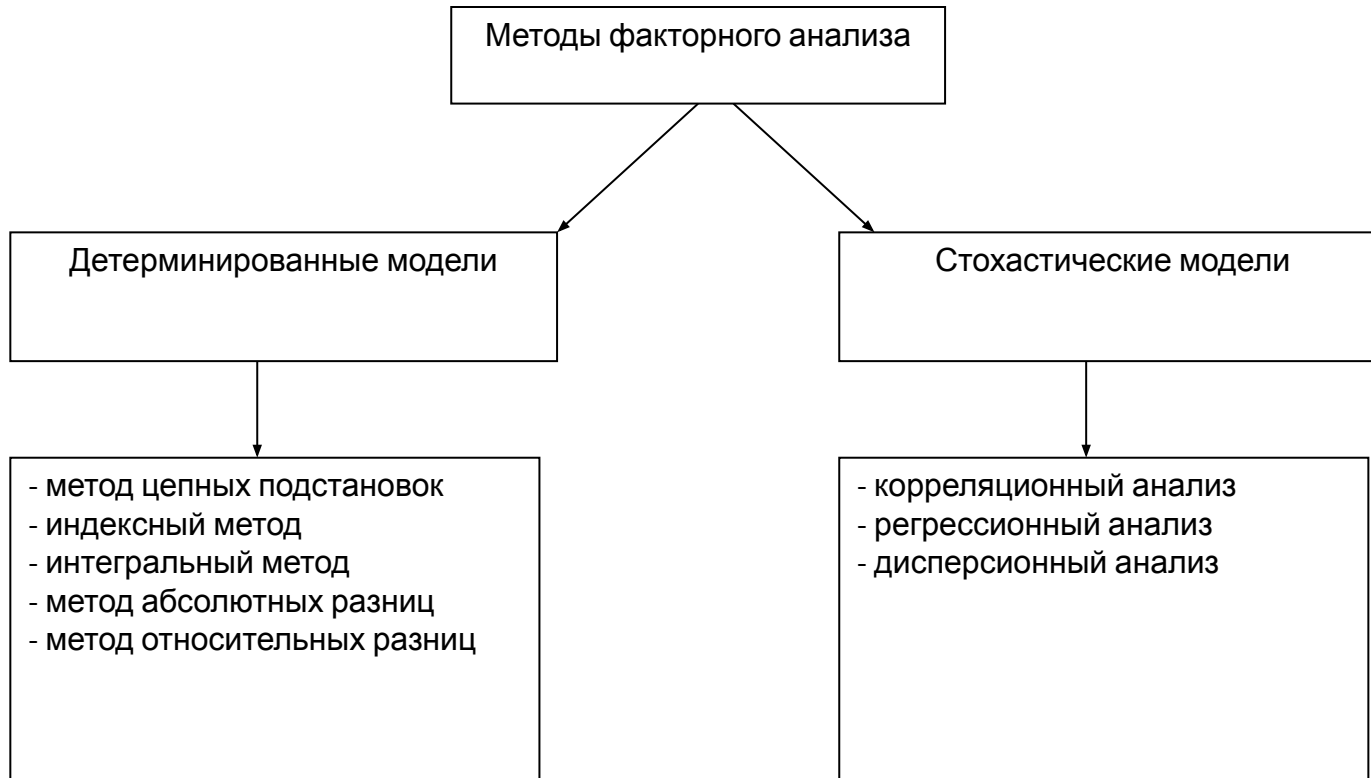 Методы факторного анализа
Детерминированные модели
Стохастические модели
- метод цепных подстановок
- индексный метод
- интегральный метод
- метод абсолютных разниц
- метод относительных разниц
- корреляционный анализ
- регрессионный анализ
- дисперсионный анализ